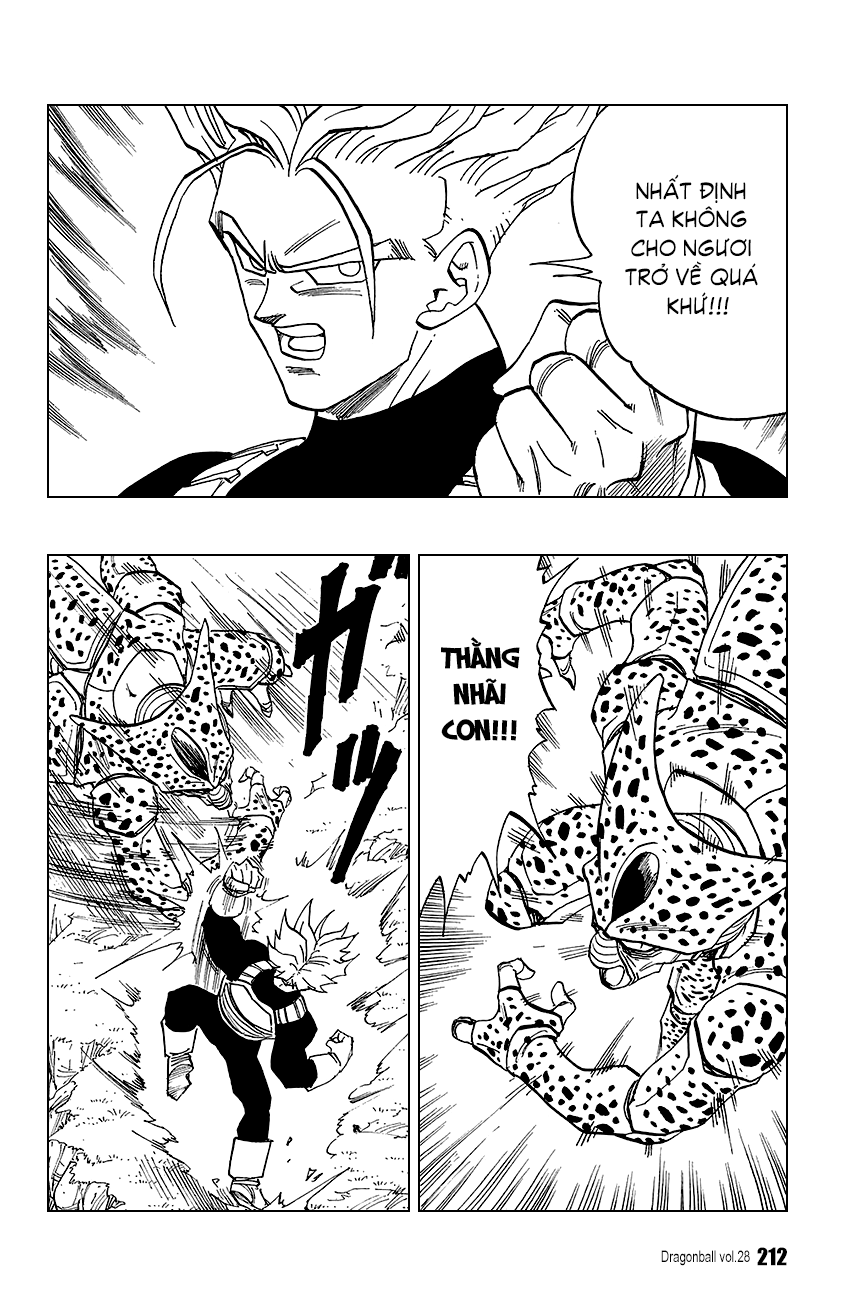 NHẤT ĐỊNH
TA KHÔNG
CHO NGƯƠI
TRỞ VỀ QUÁ
KHỨ!!!
THẰNG
NHÃI
CON!!!
ガッ
Dragonball vol.28 212